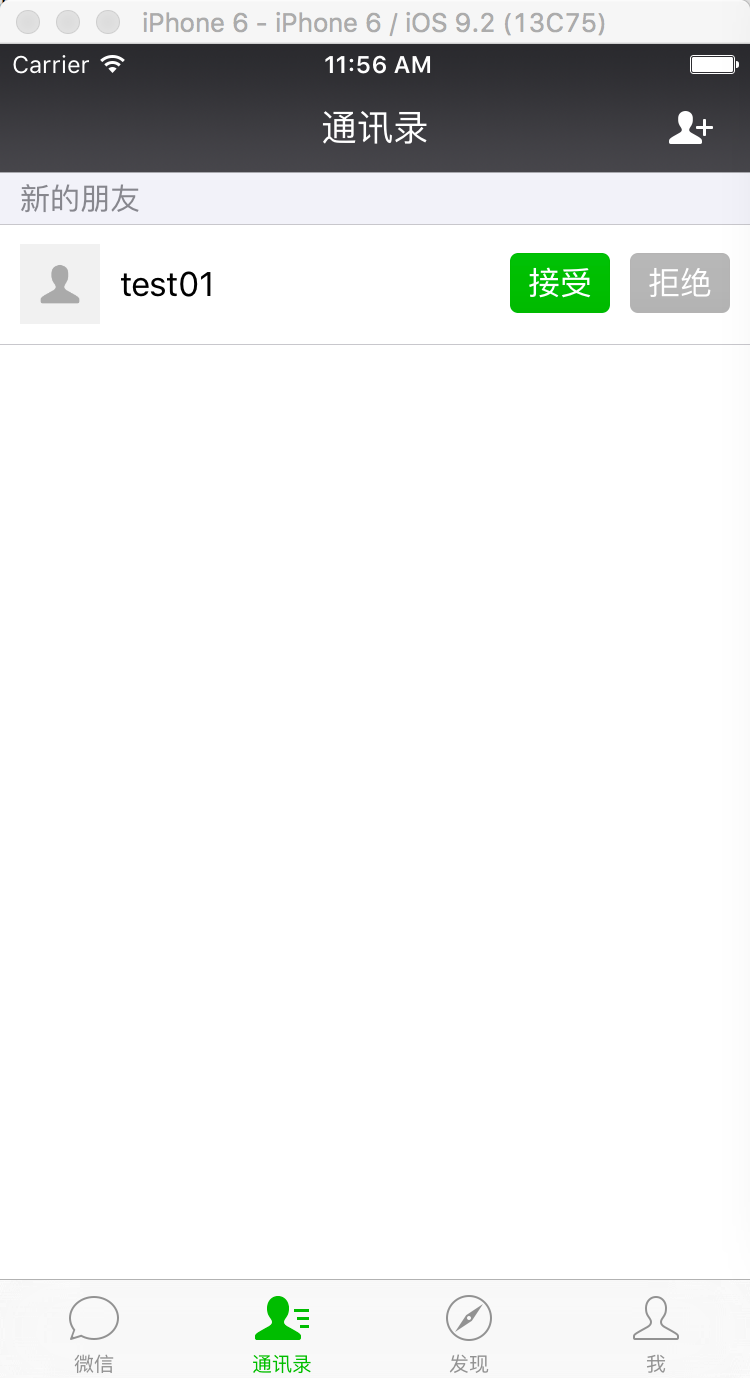 iPhone 6 - iPhone 6 / iOS 9.2 (13C75)
Carrier 11:56 AM
通讯录
新的朋友
test01 接受 拒绝
微信 通讯录 发现 我